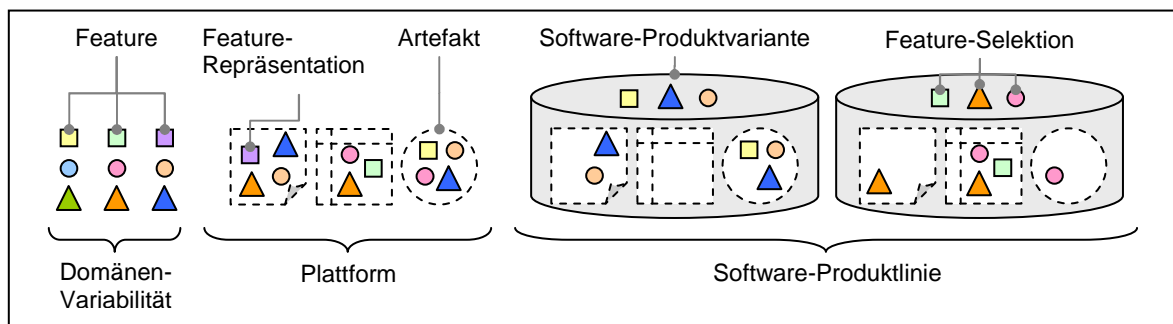 Feature
Feature-
Repräsentation
Artefakt
Software-Produktvariante
Feature-Selektion
Domänen-
Variabilität
Plattform
Software-Produktlinie